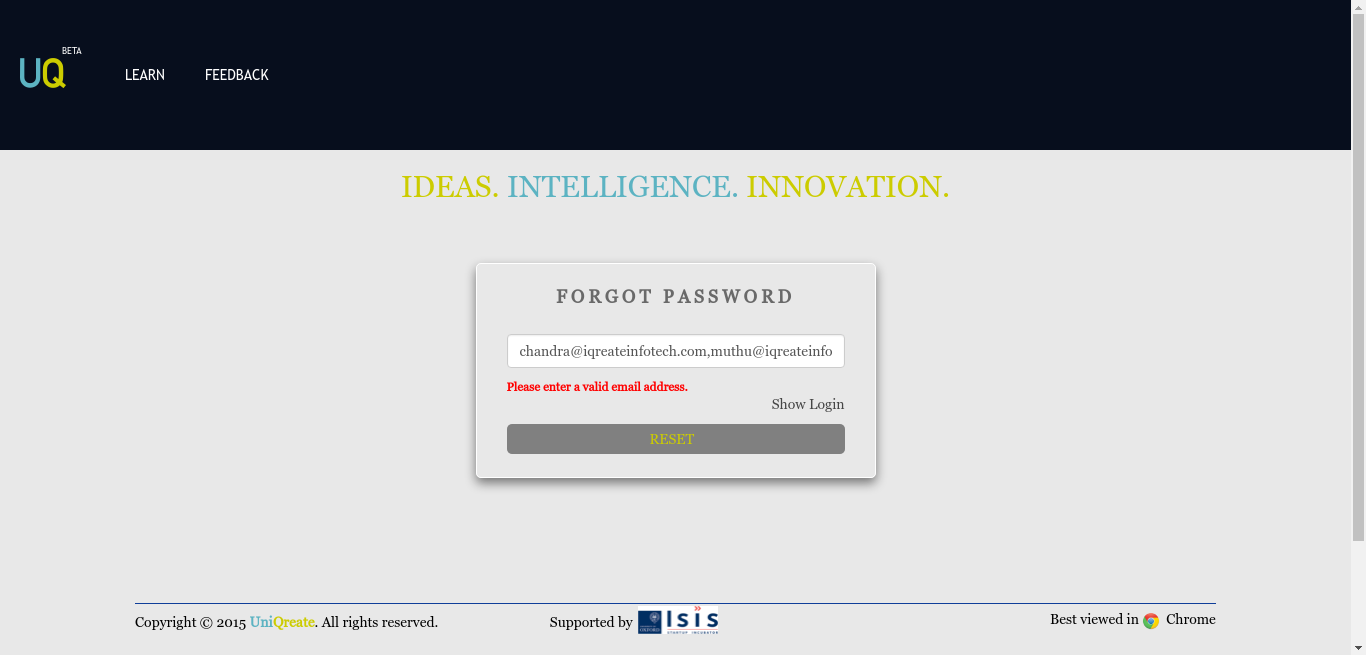 BETA
UQ
LEARN
FEEDBACK
IDEAS. INTELLIGENCE. INNOVATION.
FORGOT PASSWORD
chandra@iqreateinfotech.com,muthu@iqreateinfo
Please enter a valid email address.
Show Login
RESET
Copyright © 2015 UniQreate. All rights reserved.
Supported by
Isis
STARTUP INCUBATOR
Best viewed in Chrome